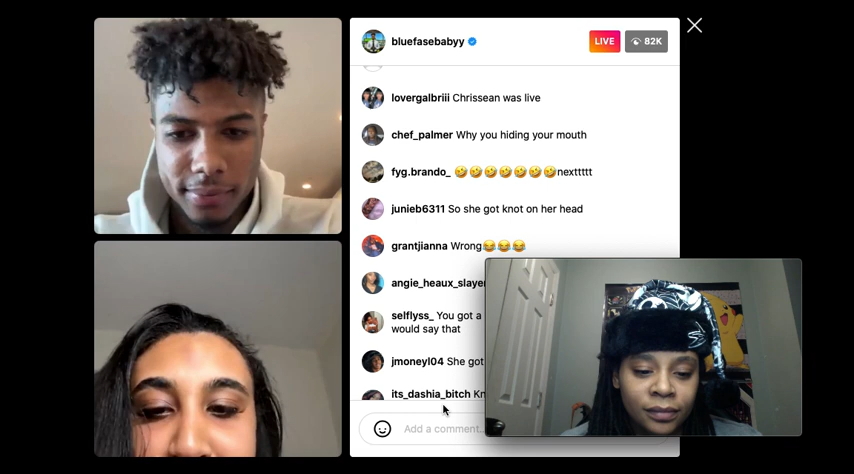 bluefasebabyy
LIVE
82K
lovergalbriii Chrissean was live
chef_palmer Why you hiding your mouth
fyg.brando_ 🤣🤣🤣🤣🤣🤣🤣nexttttt
junieb6311 So she got knot on her head
grantjianna Wrong😂😂😂
angie_heaux_slayer
selflyss_ You got a
would say that
jmoneyl04 She got
its_dashia_bitch Kn
Add a comment...